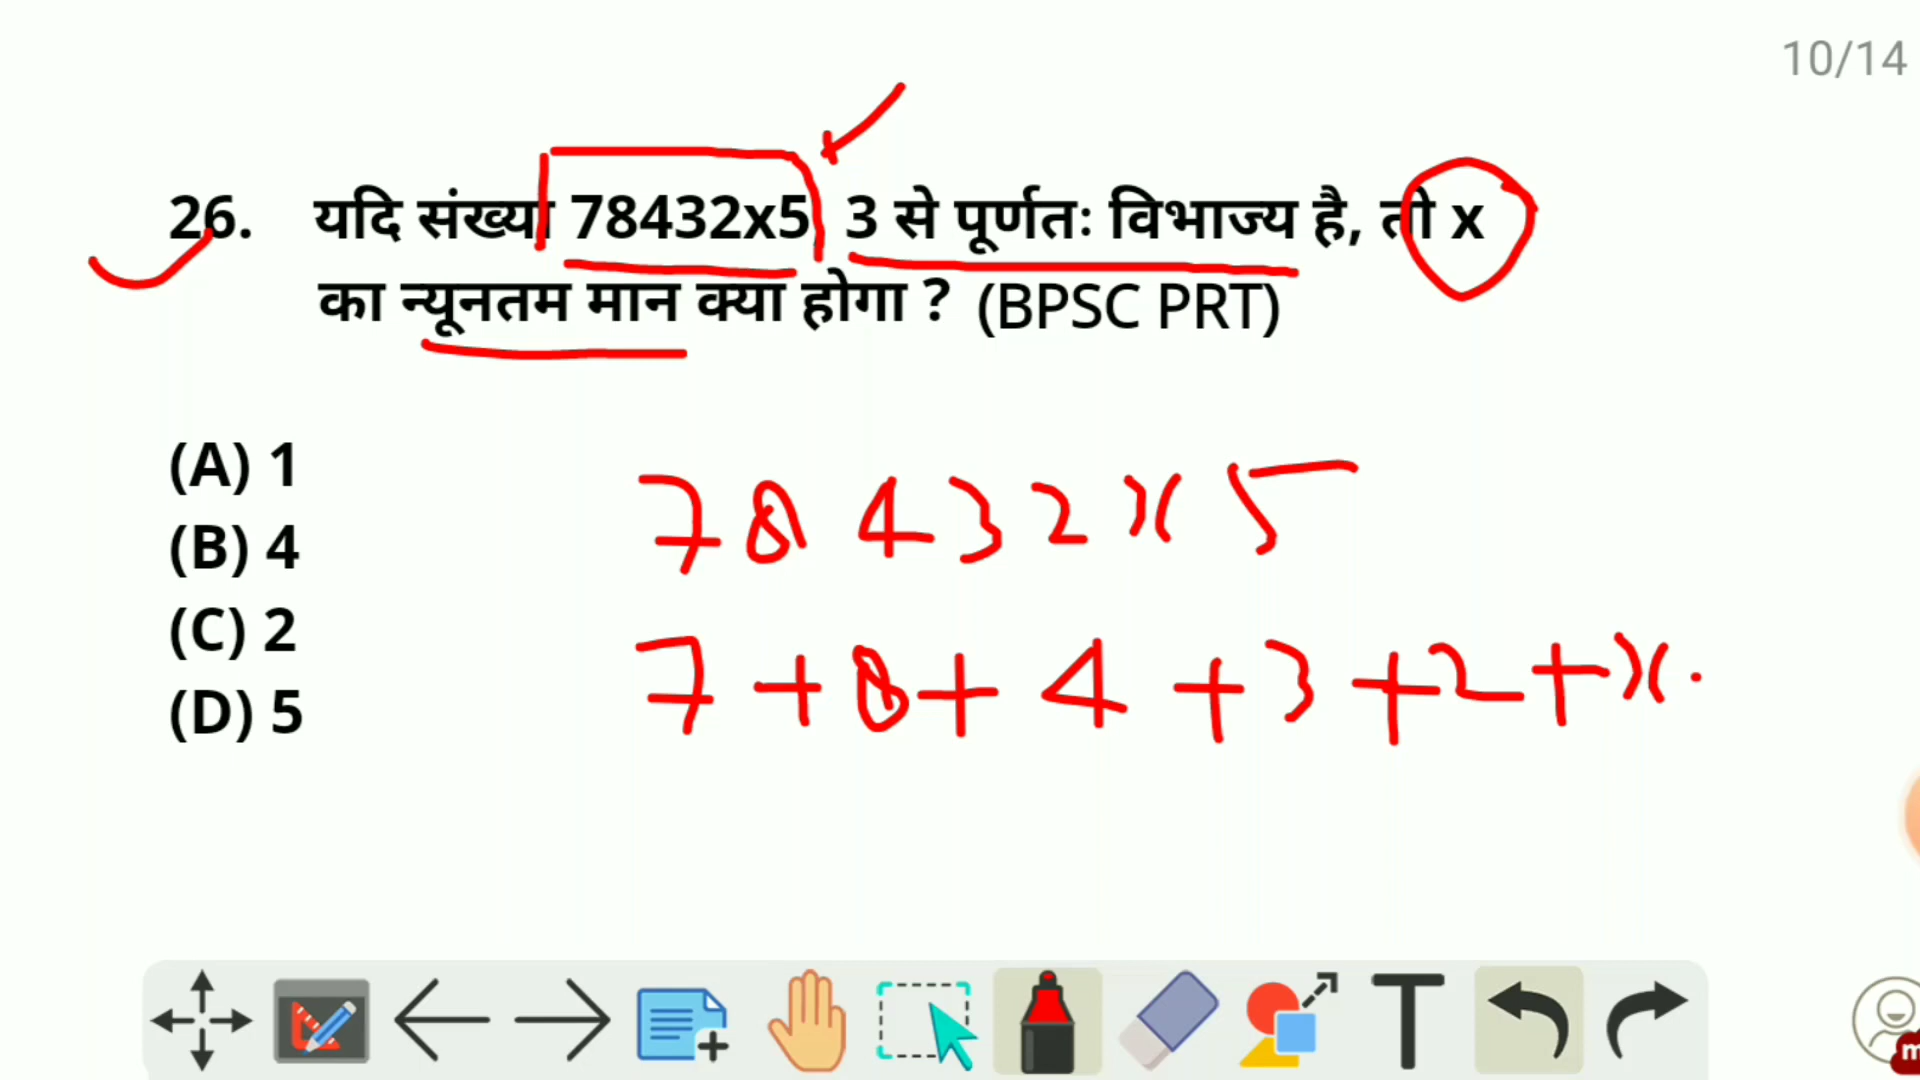 10/14
26. यदि संख्या 78432x5, 3 से पूर्णतः विभाज्य है, तो x
का न्यूनतम मान क्या होगा ? (BPSC PRT)
(A) 1
(B) 4
(C) 2
(D) 5
78432x5
7+8+4+3+2+x.
T
m